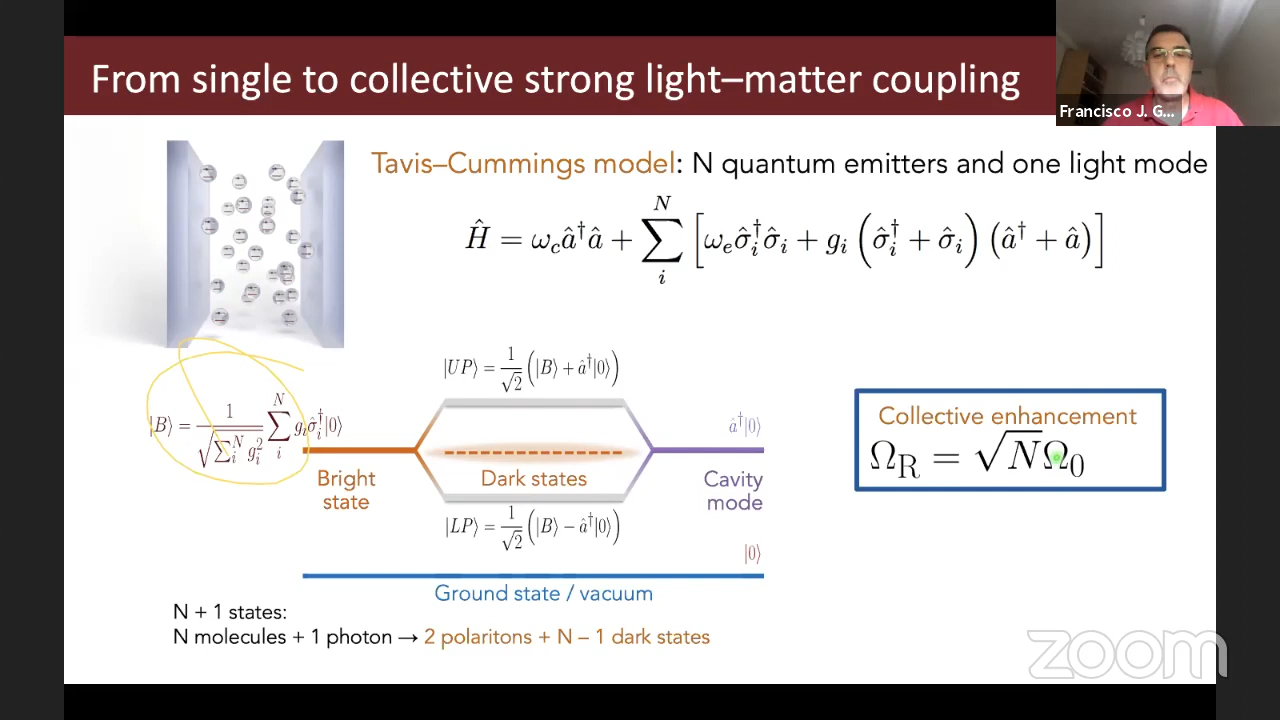 From single to collective strong light–matter coupling
Francisco J. G...
Tavis–Cummings model: N quantum emitters and one light mode
Ĥ = ω_c â†â + ∑_i^N [ω_e σ̂_i†σ̂_i + g_i (σ̂_i† + σ̂_i) (â† + â)]
|UP⟩ = 1/√2 (|B⟩ + â†|0⟩)
|B⟩ = 1/√(∑_i^N g_i²) ∑_i^N g_i σ̂_i†|0⟩
â†|0⟩
Bright state
Dark states
Cavity mode
|LP⟩ = 1/√2 (|B⟩ − â†|0⟩)
|0⟩
Ground state / vacuum
Collective enhancement
Ω_R = √N Ω_0
N + 1 states:
N molecules + 1 photon → 2 polaritons + N – 1 dark states
zoom